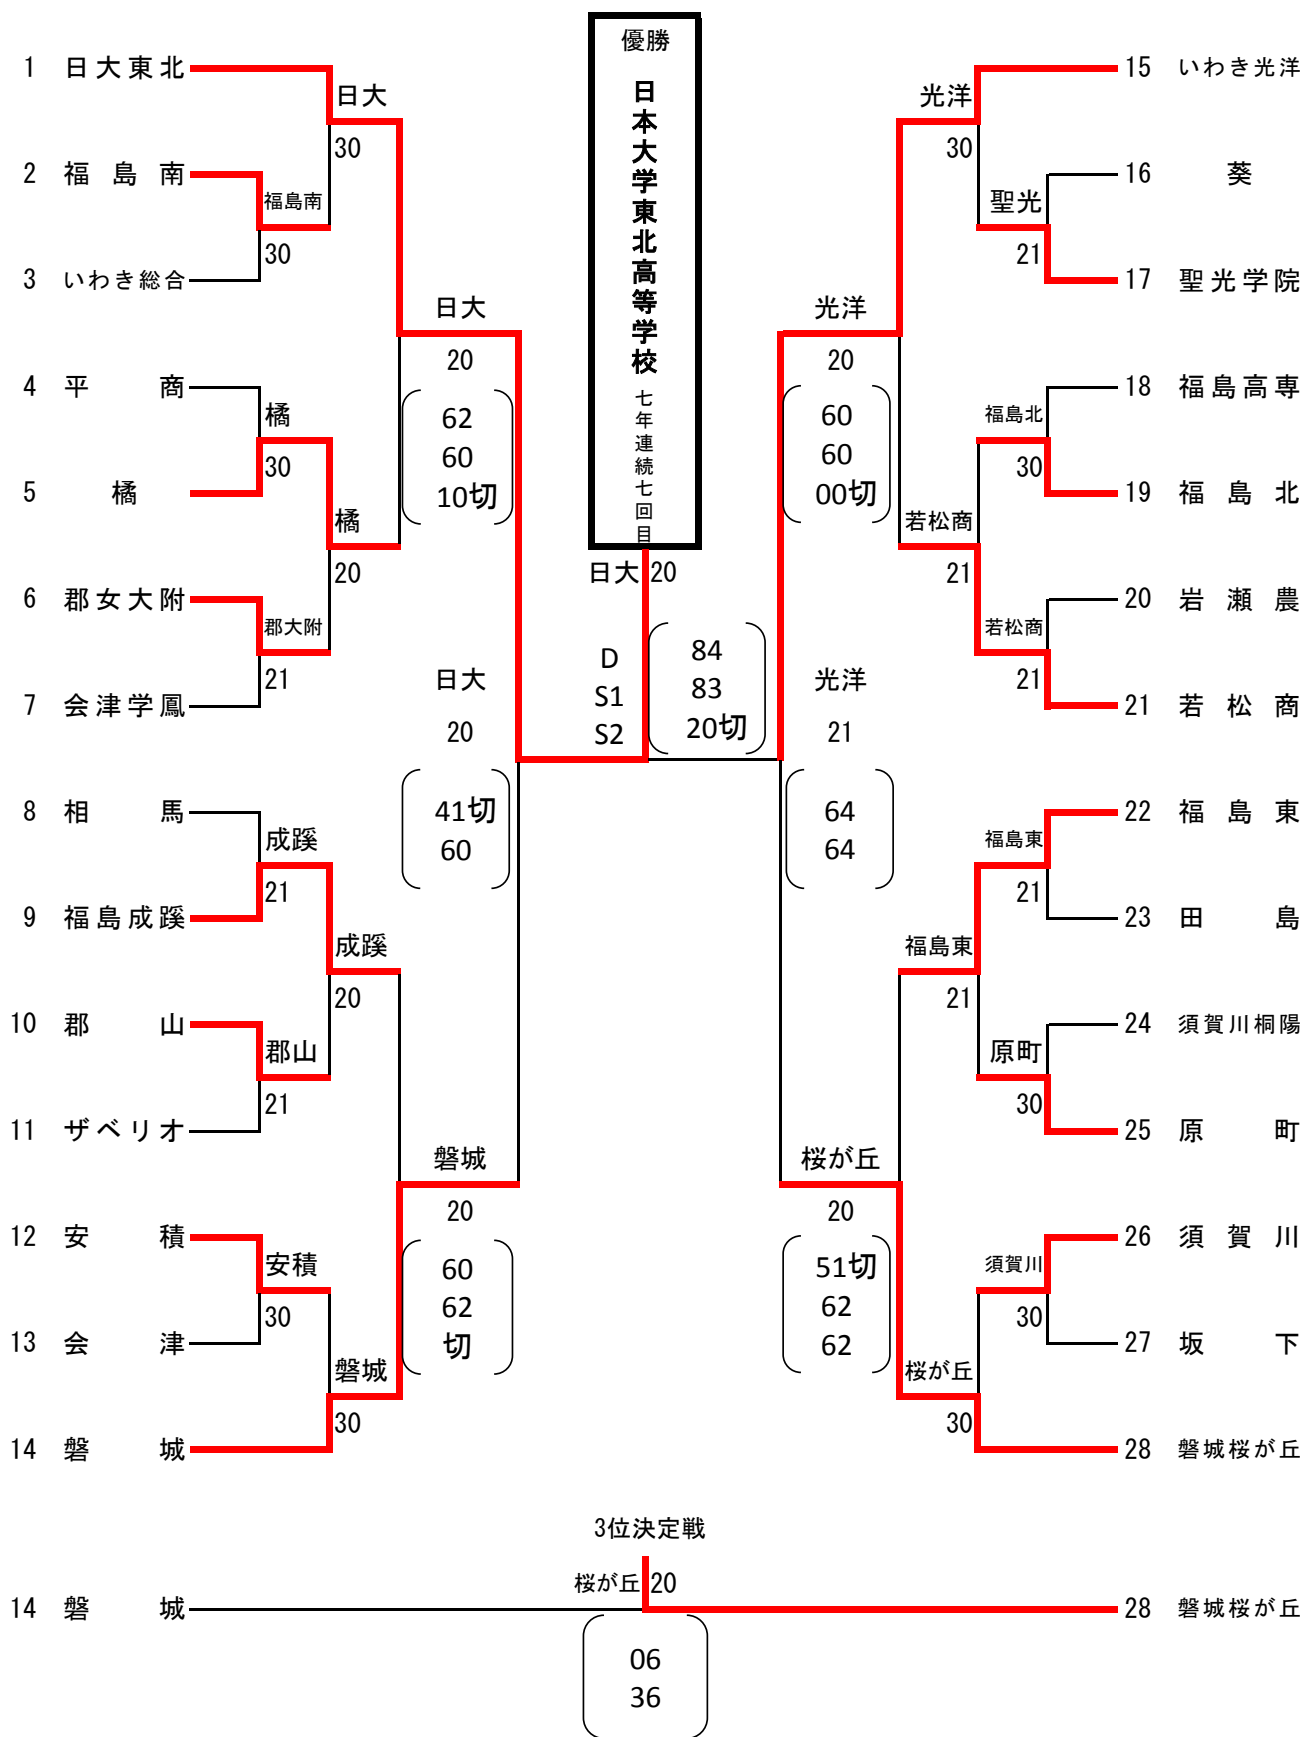 優勝
日本大学東北高等学校 七年連続七回目
1 日大東北
2 福島南
3 いわき総合
4 平商
5 橘
6 郡女大附
7 会津学鳳
8 相馬
9 福島成蹊
10 郡山
11 ザベリオ
12 安積
13 会津
14 磐城
日大
30
福島南
30
橘
30
橘
20
郡大附
21
成蹊
21
成蹊
20
郡山
21
安積
30
磐城
30
日大
20
62
60
10切
日大
20
41切
60
磐城
20
60
62
切
日大 20
D 84
S1 83
S2 20切
光洋
20
60
60
00切
光洋
21
64
64
桜が丘
20
51切
62
62
光洋
30
聖光
21
福島北
30
若松商
21
若松商
21
福島東
21
福島東
21
原町
30
須賀川
30
桜が丘
30
15 いわき光洋
16 葵
17 聖光学院
18 福島高専
19 福島北
20 岩瀬農
21 若松商
22 福島東
23 田島
24 須賀川桐陽
25 原町
26 須賀川
27 坂下
28 磐城桜が丘
3位決定戦
桜が丘 20
14 磐城
28 磐城桜が丘
06
36